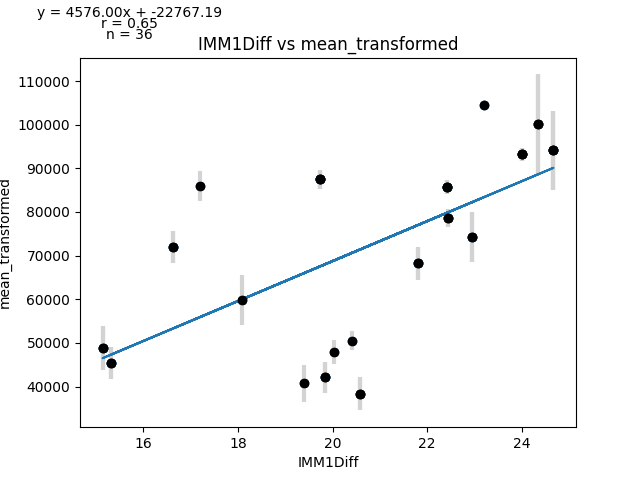 y = 4576.00x + -22767.19
r = 0.65
n = 36
IMM1Diff vs mean_transformed
110000
100000
90000
80000
70000
60000
50000
40000
mean_transformed
16 18 20 22 24
IMM1Diff